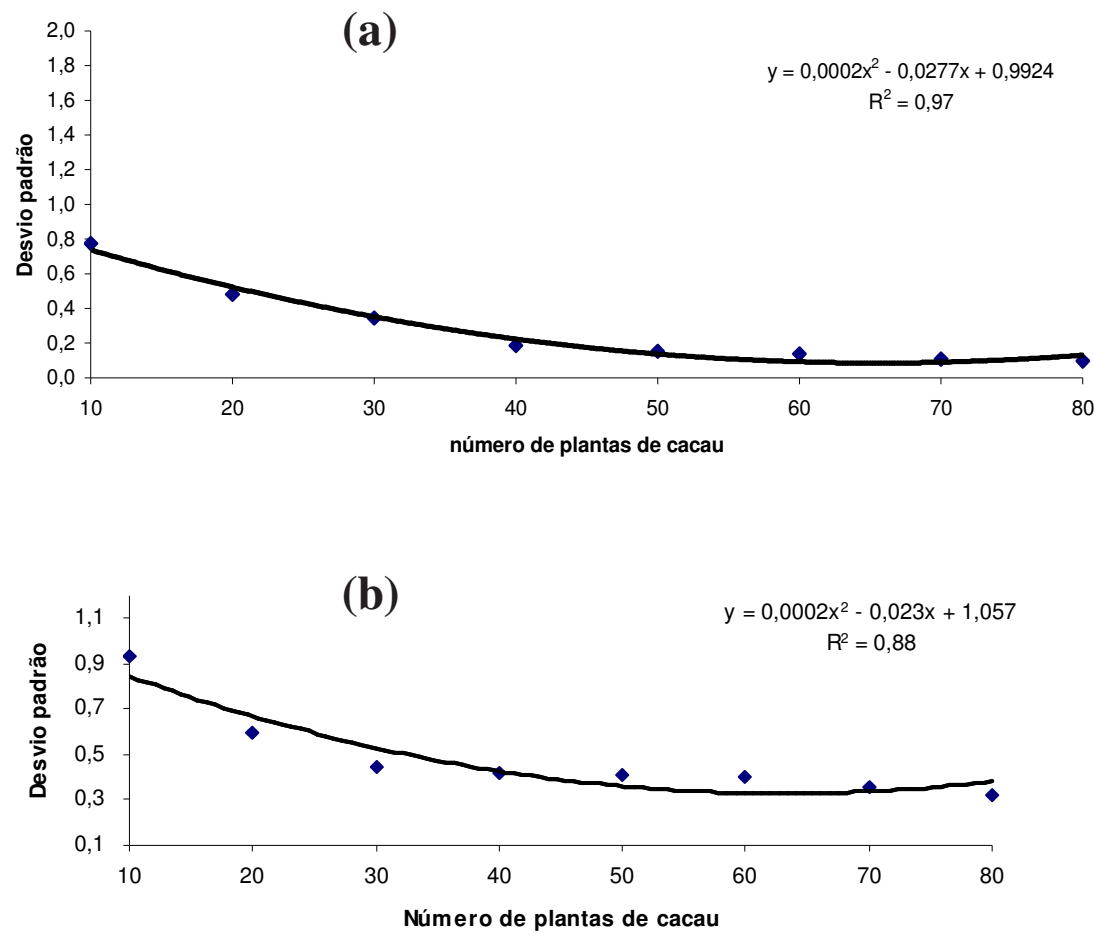 (a)
y = 0,0002x² - 0,0277x + 0,9924
R² = 0,97
Desvio padrão
2,0
1,8
1,6
1,4
1,2
1,0
0,8
0,6
0,4
0,2
0,0
10 20 30 40 50 60 70 80
número de plantas de cacau
(b)
y = 0,0002x² - 0,023x + 1,057
R² = 0,88
Desvio padrão
1,1
0,9
0,7
0,5
0,3
0,1
10 20 30 40 50 60 70 80
Número de plantas de cacau